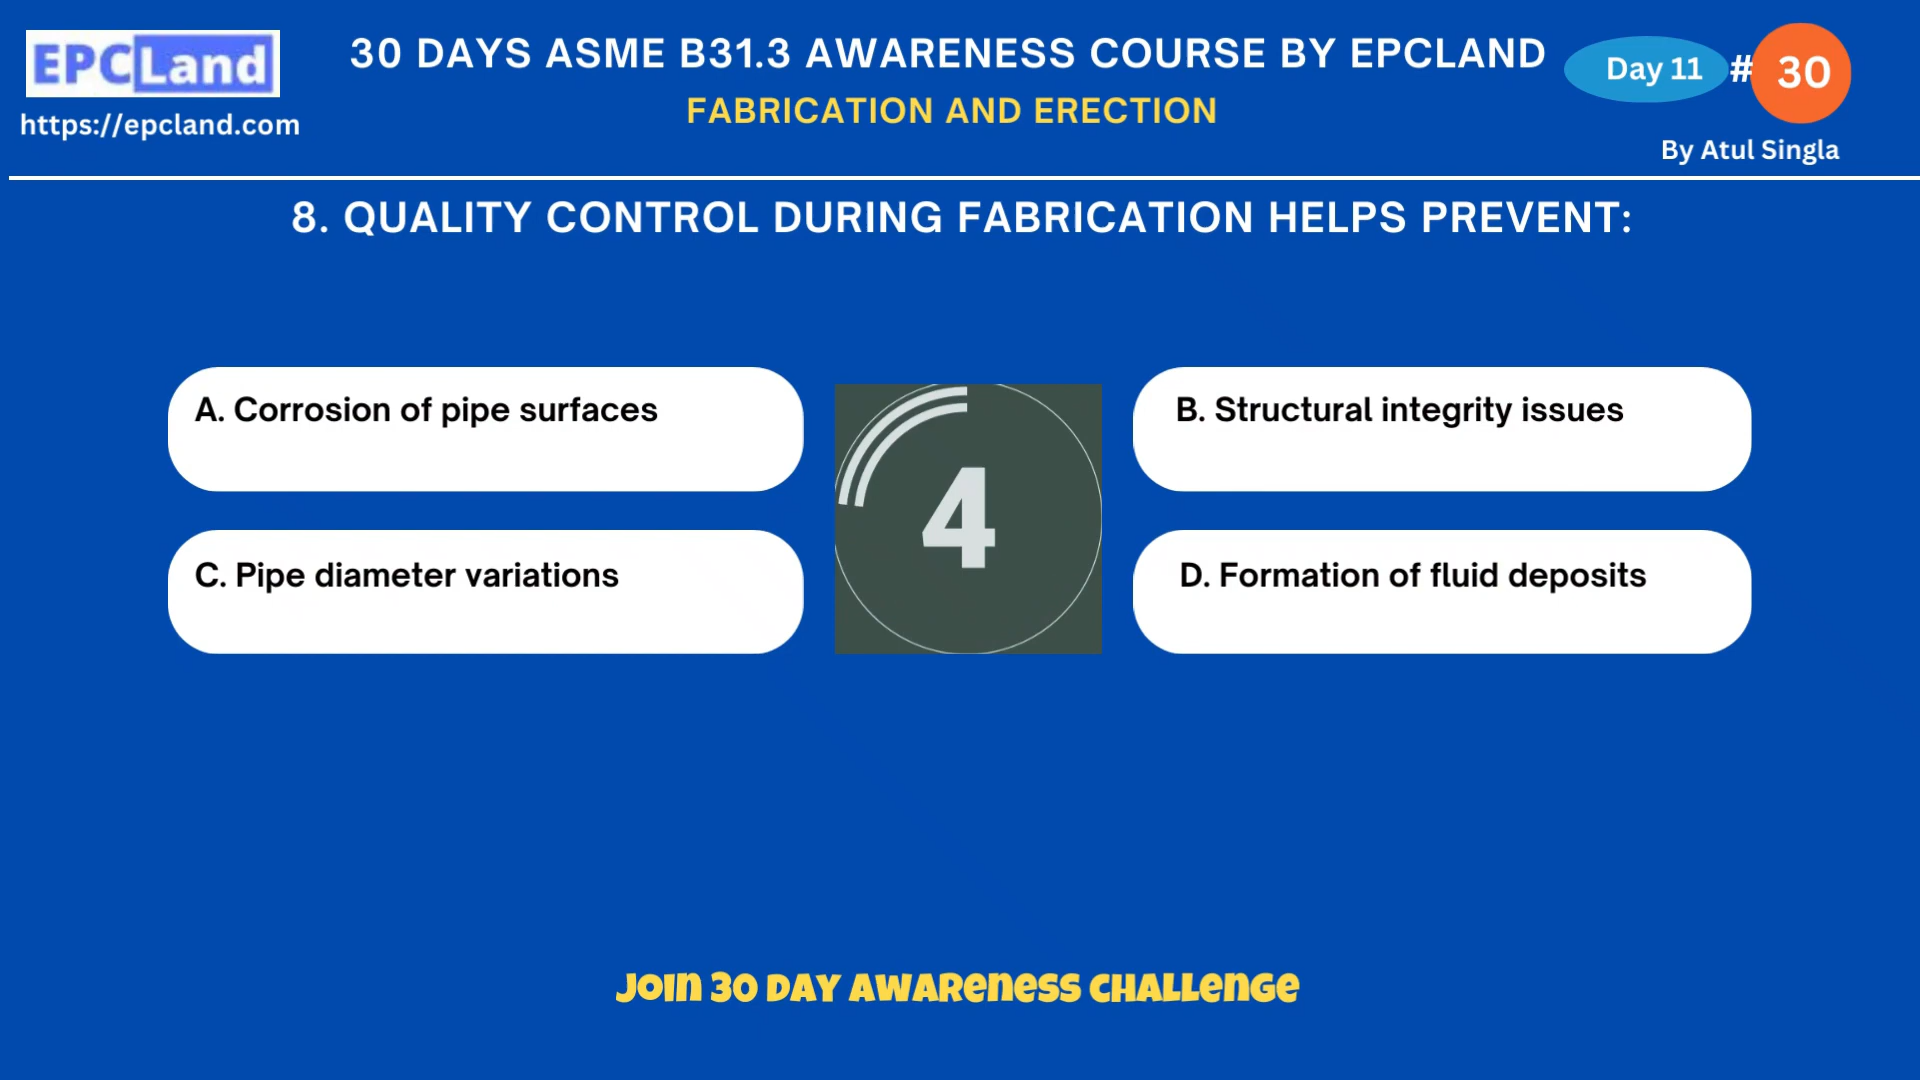 EPCLand
https://epcland.com
30 DAYS ASME B31.3 AWARENESS COURSE BY EPCLAND
FABRICATION AND ERECTION
Day 11 # 30
By Atul Singla
8. QUALITY CONTROL DURING FABRICATION HELPS PREVENT:
A. Corrosion of pipe surfaces
B. Structural integrity issues
4
C. Pipe diameter variations
D. Formation of fluid deposits
Join 30 Day Awareness Challenge